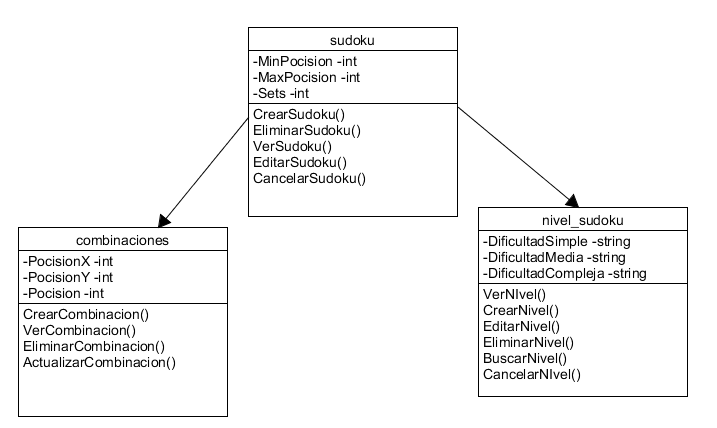 sudoku
-MinPocision -int
-MaxPocision -int
-Sets -int
CrearSudoku()
EliminarSudoku()
VerSudoku()
EditarSudoku()
CancelarSudoku()
combinaciones
-PocisionX -int
-PocisionY -int
-Pocision -int
CrearCombinacion()
VerCombinacion()
EliminarCombinacion()
ActualizarCombinacion()
nivel_sudoku
-DificultadSimple -string
-DificultadMedia -string
-DificultadCompleja -string
VerNIvel()
CrearNivel()
EditarNivel()
EliminarNivel()
BuscarNivel()
CancelarNIvel()